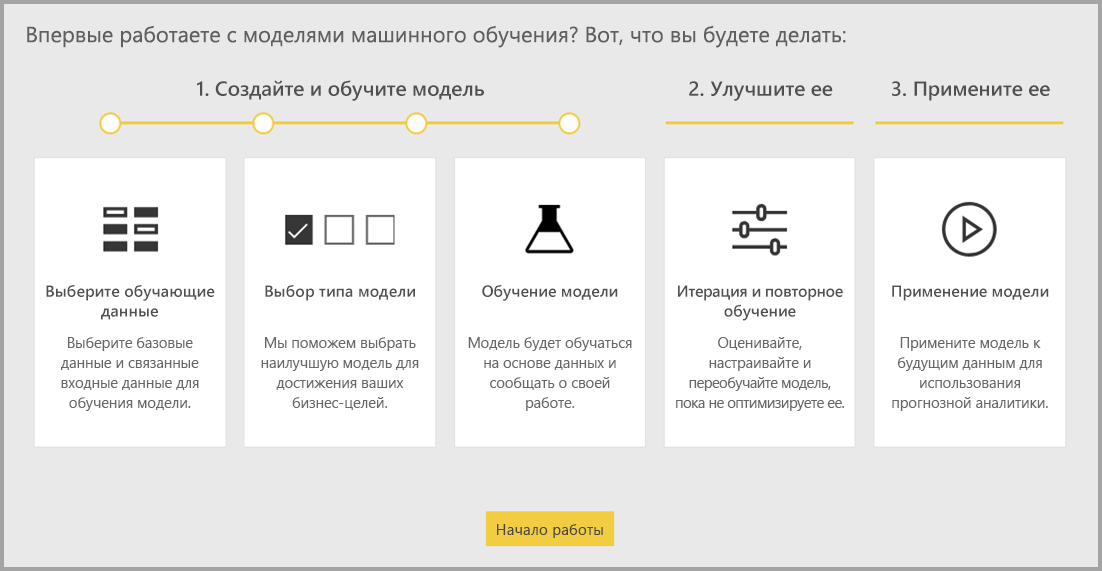 Впервые работаете с моделями машинного обучения? Вот, что вы будете делать:
1. Создайте и обучите модель
2. Улучшите ее
3. Примените ее
Выберите обучающие
данные
Выберите базовые
данные и связанные
входные данные для
обучения модели.
Выбор типа модели
Мы поможем выбрать
наилучшую модель для
достижения ваших
бизнес-целей.
Обучение модели
Модель будет обучаться
на основе данных и
сообщать о своей
работе.
Итерация и повторное
обучение
Оценивайте,
настраивайте и
переобучайте модель,
пока не оптимизируете ее.
Применение модели
Примените модель к
будущим данным для
использования
прогнозной аналитики.
Начало работы